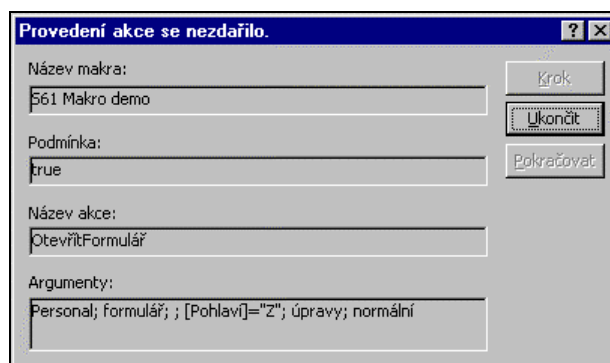 Provedení akce se nezdařilo.
Název makra:
561 Makro demo
Krok
Ukončit
Podmínka:
true
Pokračovat
Název akce:
OtevřítFormulář
Argumenty:
Personal; formulář; ; [Pohlaví]="Z"; úpravy; normální